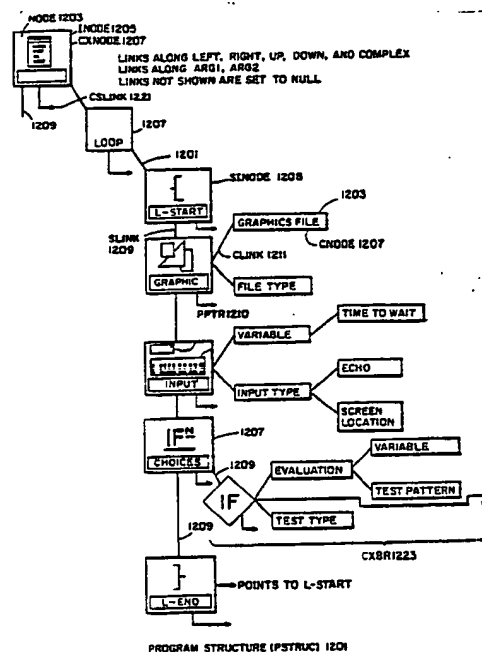 NODE 1203
INODE 1205
CXNODE 1207
LINKS ALONG LEFT, RIGHT, UP, DOWN, AND COMPLEX
LINKS ALONG ARG1, ARG2
LINKS NOT SHOWN ARE SET TO NULL
CSLINK 1221
1209
1207
LOOP
1201
SINODE 1208
L-START
1203
SLINK
1209
GRAPHICS FILE
CLINK 1211
CNODE 1207
GRAPHIC
FILE TYPE
PPTR1210
TIME TO WAIT
VARIABLE
INPUT
INPUT TYPE
ECHO
SCREEN
LOCATION
1207
IFN
CHOICES
1209
VARIABLE
EVALUATION
IF
TEST PATTERN
TEST TYPE
1209
CXBR1223
L-END
POINTS TO L-START
PROGRAM STRUCTURE (PSTRUC) 1201